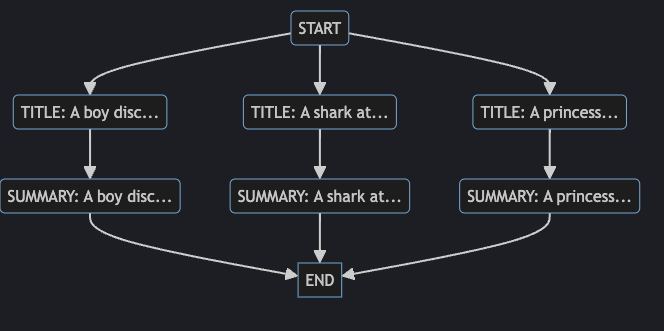 START
TITLE: A boy disc...
TITLE: A shark at...
TITLE: A princess...
SUMMARY: A boy disc...
SUMMARY: A shark at...
SUMMARY: A princess...
END